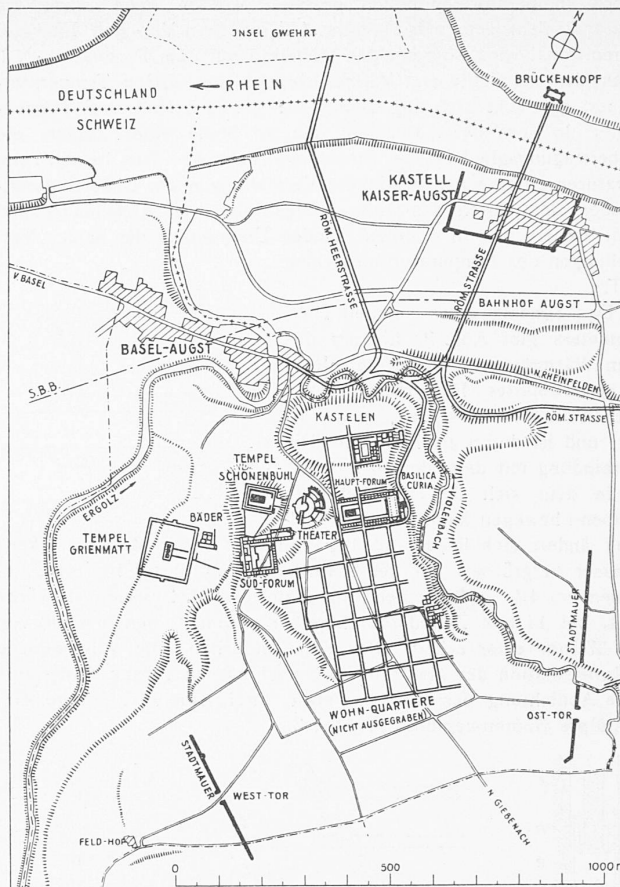 INSEL GWEHRT
N
BRÜCKENKOPF
DEUTSCHLAND
RHEIN
SCHWEIZ
KASTELL
KAISER-AUGST
RÖM. HEERSTRASSE
RÖM. STRASSE
V. BASEL
BAHNHOF AUGST
BASEL-AUGST
S.B.B.
N. RHEINFELDEN
RÖM. STRASSE
KASTELEN
TEMPEL
SCHÖNENBÜHL
HAUPT-FORUM
BASILICA
CURIA
VIOLENBACH
ERGOLZ
BÄDER
THEATER
TEMPEL
GRIENMATT
SÜD-FORUM
STADTMAUER
WOHN-QUARTIERE
(NICHT AUSGEGRABEN)
OST-TOR
STADTMAUER
WEST-TOR
N. GIEBENACH
FELD-HOF
0 500 1000 m